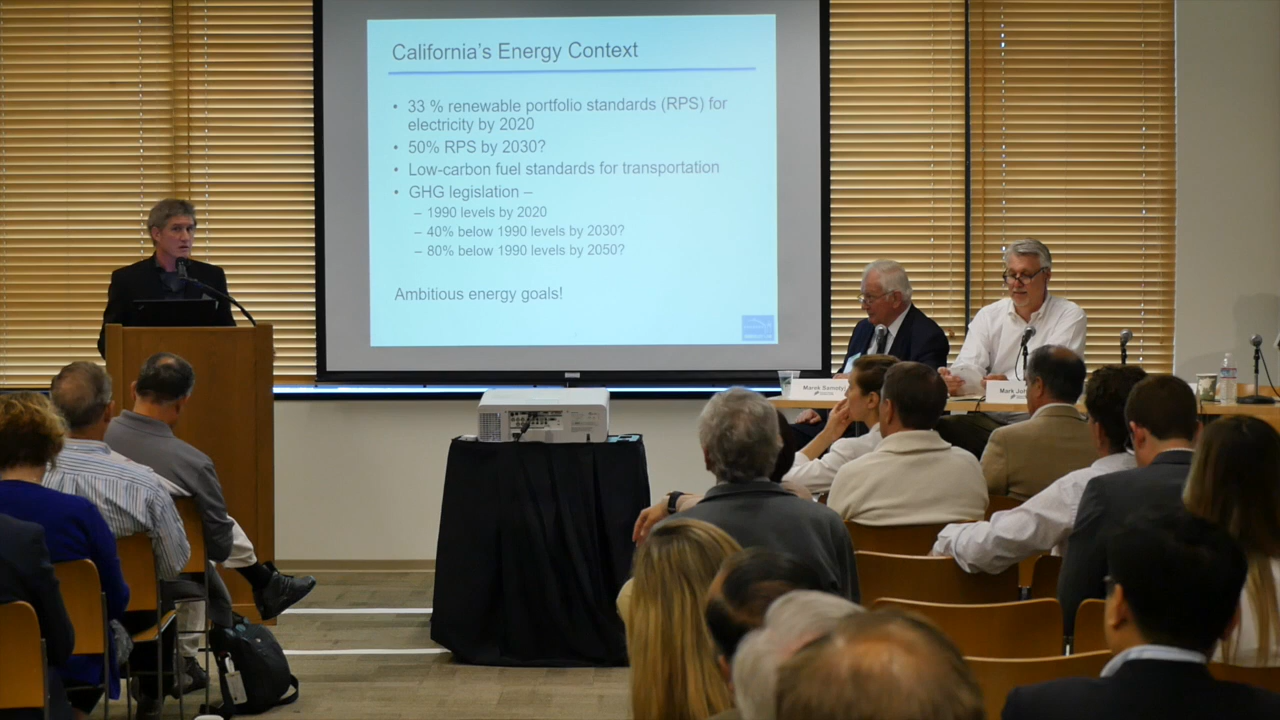 California's Energy Context
• 33 % renewable portfolio standards (RPS) for
electricity by 2020
• 50% RPS by 2030?
• Low-carbon fuel standards for transportation
• GHG legislation –
– 1990 levels by 2020
– 40% below 1990 levels by 2030?
– 80% below 1990 levels by 2050?
Ambitious energy goals!
Marek Samotyj
Mark